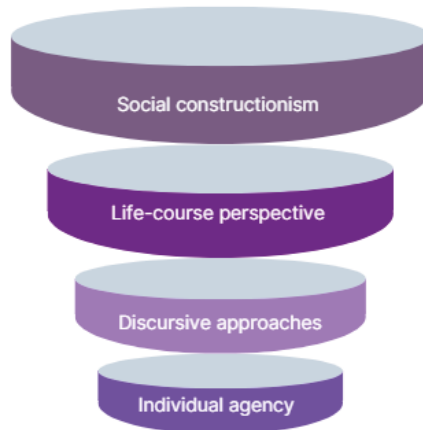 Social constructionism
Life-course perspective
Discursive approaches
Individual agency